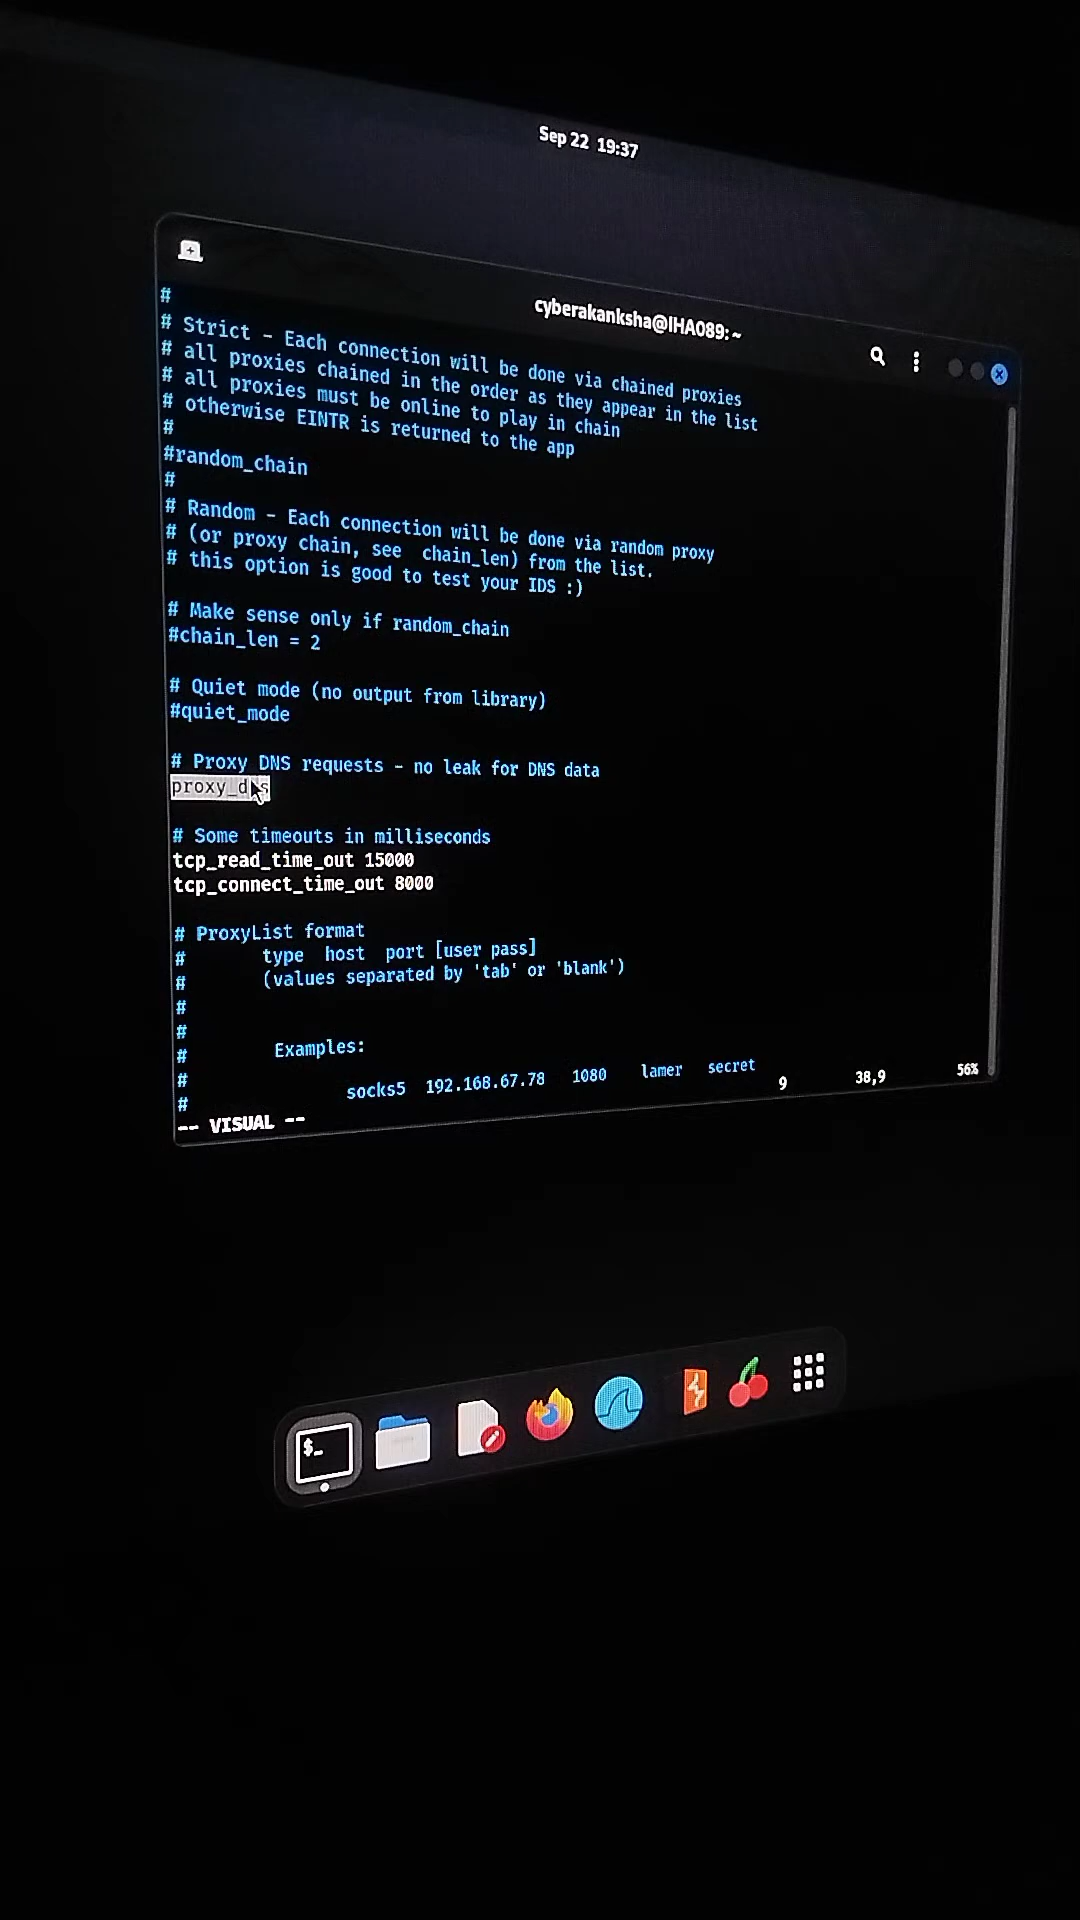 Sep 22 19:37
cyberakanksha@IHA089: ~
#
# Strict - Each connection will be done via chained proxies
# all proxies chained in the order as they appear in the list
# all proxies must be online to play in chain
# otherwise EINTR is returned to the app
#
#random_chain
#
# Random - Each connection will be done via random proxy
# (or proxy chain, see  chain_len) from the list.
# this option is good to test your IDS :)
# Make sense only if random_chain
#chain_len = 2
# Quiet mode (no output from library)
#quiet_mode
# Proxy DNS requests - no leak for DNS data
proxy_dns
# Some timeouts in milliseconds
tcp_read_time_out 15000
tcp_connect_time_out 8000
# ProxyList format
#       type  host  port [user pass]
#       (values separated by 'tab' or 'blank')
#
#
#        Examples:
#
#               socks5  192.168.67.78   1080    lamer   secret
-- VISUAL --    9    38,9    56%
$_